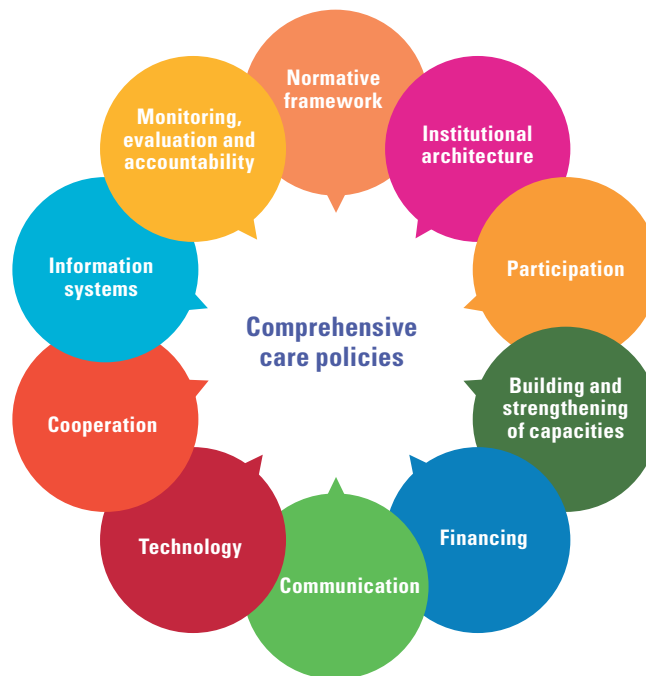 Normative
framework
Institutional
architecture
Participation
Building and
strengthening
of capacities
Financing
Communication
Technology
Cooperation
Information
systems
Monitoring,
evaluation and
accountability
Comprehensive
care policies